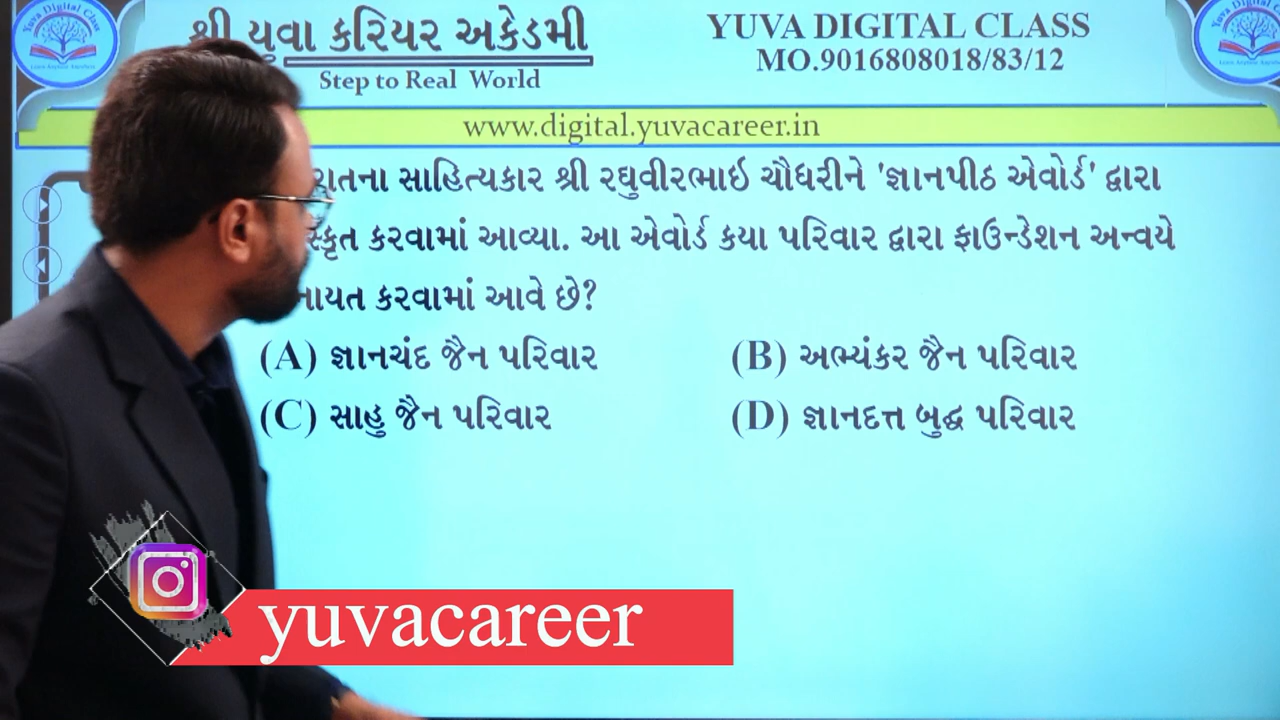 શ્રી યુવા કરિયર અકેડમી
Step to Real World
YUVA DIGITAL CLASS
MO.9016808018/83/12
www.digital.yuvacareer.in
સાહિત્યકાર શ્રી રઘુવીરભાઇ ચૌધરીને 'જ્ઞાનપીઠ એવોર્ડ' દ્વારા
કરવામાં આવ્યા. આ એવોર્ડ કયા પરિવાર દ્વારા ફાઉન્ડેશન અન્વયે
કરવામાં આવે છે?
(A) જ્ઞાનચંદ જૈન પરિવાર
(B) અભ્યંકર જૈન પરિવાર
(C) સાહુ જૈન પરિવાર
(D) જ્ઞાનદત્ત બુદ્ધ પરિવાર
yuvacareer